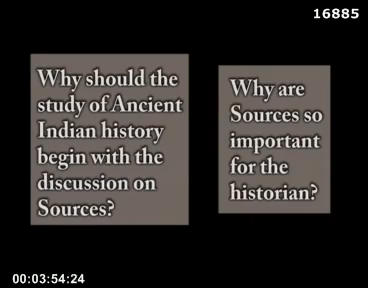 16885
Why should the
study of Ancient
Indian history
begin with the
discussion on
Sources?
Why are
Sources so
important
for the
historian?
00:03:54:24